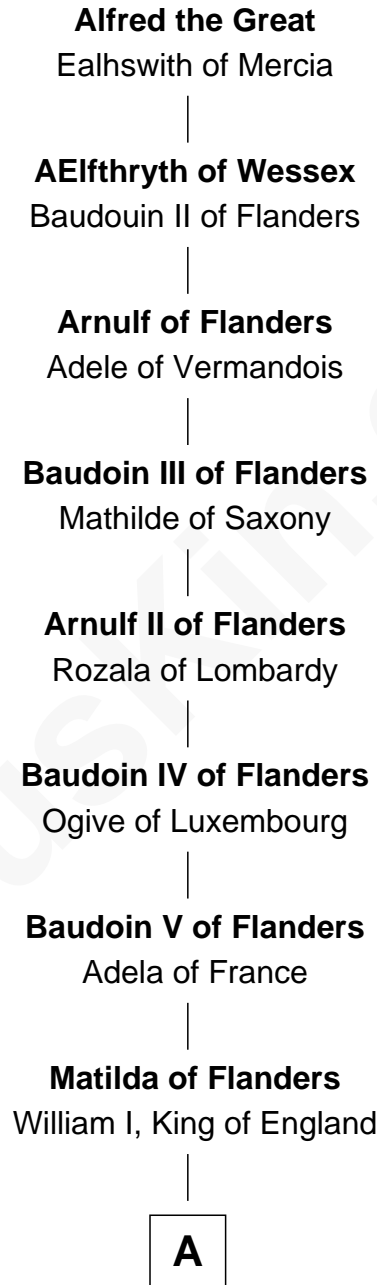 Alfred the Great
Ealhswith of Mercia
AElfthryth of Wessex
Baudouin II of Flanders
Arnulf of Flanders
Adele of Vermandois
Baudoin III of Flanders
Mathilde of Saxony
Arnulf II of Flanders
Rozala of Lombardy
Baudoin IV of Flanders
Ogive of Luxembourg
Baudoin V of Flanders
Adela of France
Matilda of Flanders
William I, King of England
A